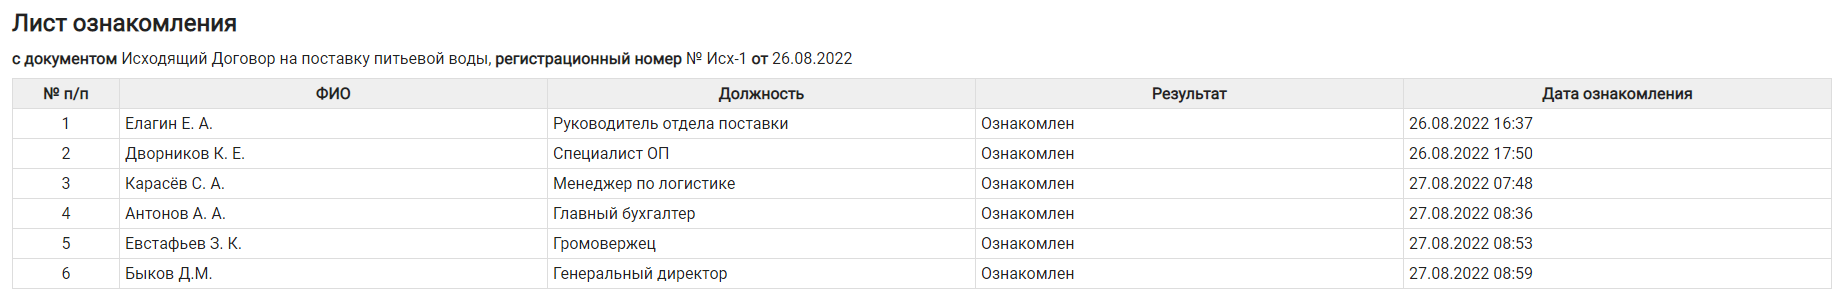 Лист ознакомления
с документом Исходящий Договор на поставку питьевой воды, регистрационный номер № Исх-1 от 26.08.2022
№ п/п ФИО Должность Результат Дата ознакомления
1 Елагин Е. А. Руководитель отдела поставки Ознакомлен 26.08.2022 16:37
2 Дворников К. Е. Специалист ОП Ознакомлен 26.08.2022 17:50
3 Карасёв С. А. Менеджер по логистике Ознакомлен 27.08.2022 07:48
4 Антонов А. А. Главный бухгалтер Ознакомлен 27.08.2022 08:36
5 Евстафьев З. К. Громовержец Ознакомлен 27.08.2022 08:53
6 Быков Д.М. Генеральный директор Ознакомлен 27.08.2022 08:59